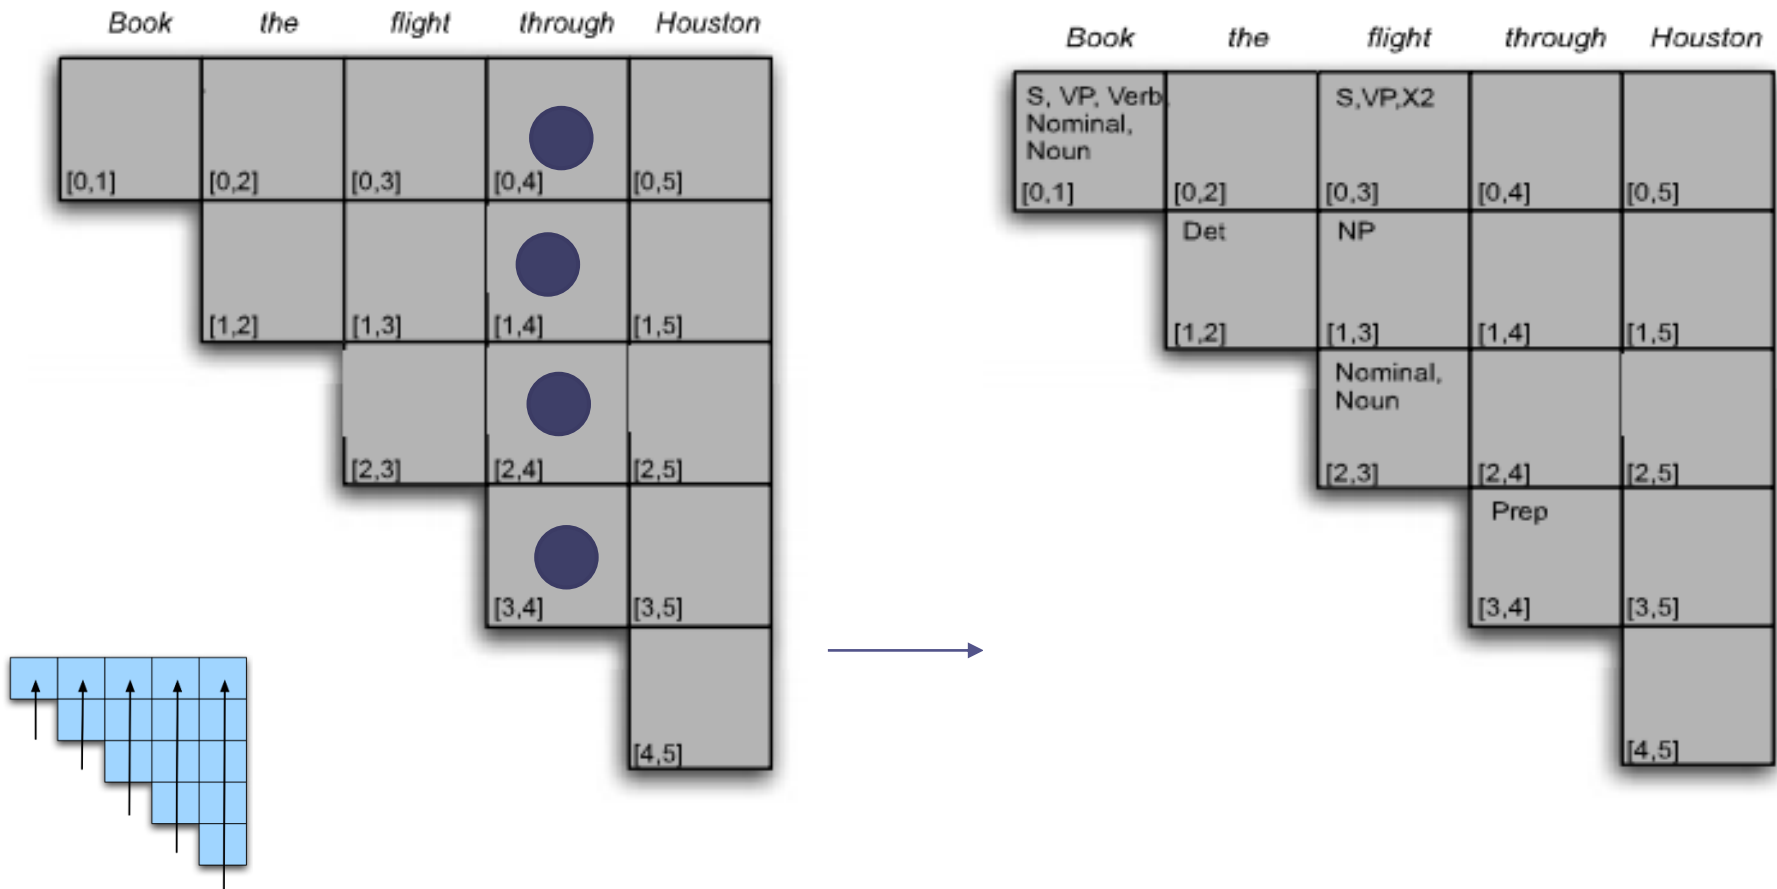 Book the flight through Houston
[0,1] [0,2] [0,3] [0,4] [0,5]
[1,2] [1,3] [1,4] [1,5]
[2,3] [2,4] [2,5]
[3,4] [3,5]
[4,5]
Book the flight through Houston
S, VP, Verb, S,VP,X2
Nominal,
Noun
[0,1] [0,2] [0,3] [0,4] [0,5]
Det NP
[1,2] [1,3] [1,4] [1,5]
Nominal,
Noun
[2,3] [2,4] [2,5]
Prep
[3,4] [3,5]
[4,5]